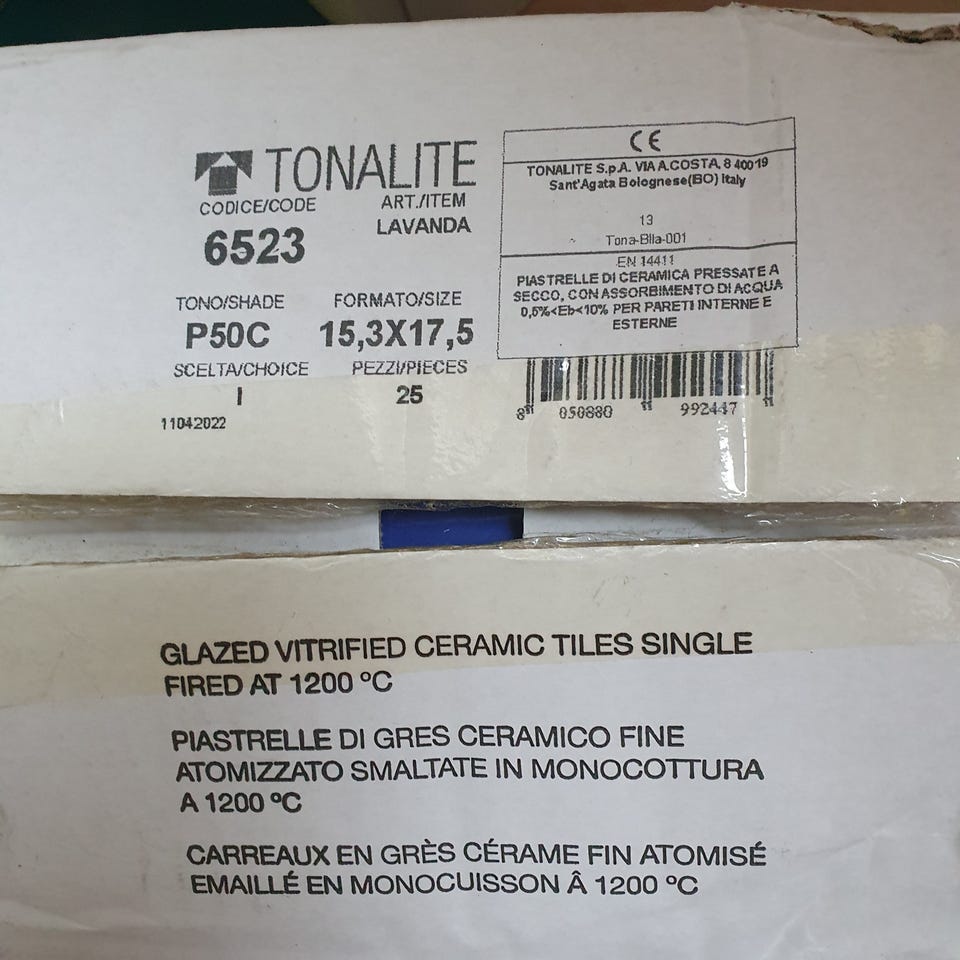 TONALITE
CODICE/CODE
ART./ITEM
6523
LAVANDA
TONO/SHADE
FORMATO/SIZE
P50C
15,3X17,5
SCELTA/CHOICE
PEZZI/PIECES
I
25
11042022
CE
TONALITE S.p.A. VIA A.COSTA, 8 40019
Sant'Agata Bolognese(BO) Italy
13
Tona-BIIa-001
EN 14411
PIASTRELLE DI CERAMICA PRESSATE A
SECCO, CON ASSORBIMENTO DI ACQUA
0,5%<Eb<10% PER PARETI INTERNE E
ESTERNE
8 050880 992447
GLAZED VITRIFIED CERAMIC TILES SINGLE
FIRED AT 1200 °C
PIASTRELLE DI GRES CERAMICO FINE
ATOMIZZATO SMALTATE IN MONOCOTTURA
A 1200 °C
CARREAUX EN GRÈS CÉRAME FIN ATOMISÉ
EMAILLÉ EN MONOCUISSON Â 1200 °C